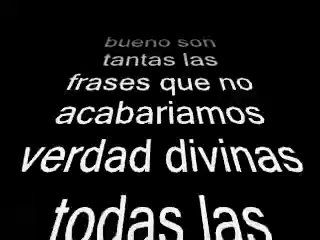 bueno son
tantas las
frases que no
acabariamos
verdad divinas
todas las